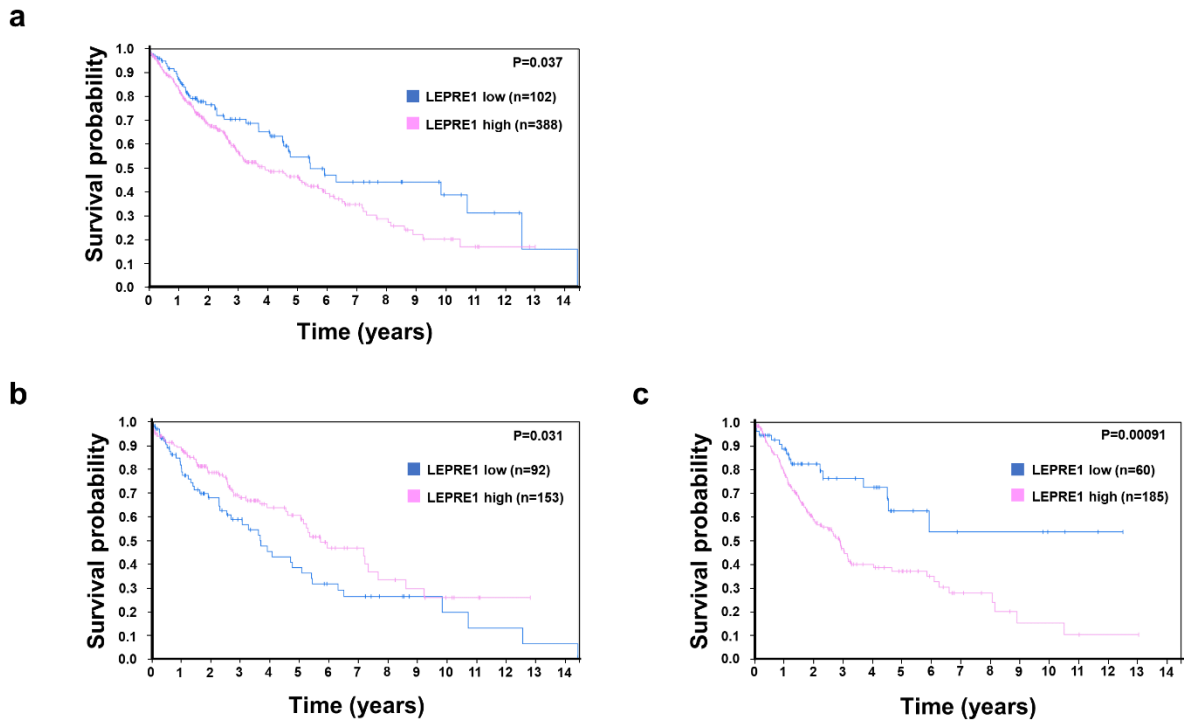 a
1.0
0.9
0.8
0.7
0.6
0.5
0.4
0.3
0.2
0.1
0.0
Survival probability
P=0.037
LEPRE1 low (n=102)
LEPRE1 high (n=388)
0 1 2 3 4 5 6 7 8 9 10 11 12 13 14
Time (years)
b
1.0
0.9
0.8
0.7
0.6
0.5
0.4
0.3
0.2
0.1
0.0
Survival probability
P=0.031
LEPRE1 low (n=92)
LEPRE1 high (n=153)
0 1 2 3 4 5 6 7 8 9 10 11 12 13 14
Time (years)
c
1.0
0.9
0.8
0.7
0.6
0.5
0.4
0.3
0.2
0.1
0.0
Survival probability
P=0.00091
LEPRE1 low (n=60)
LEPRE1 high (n=185)
0 1 2 3 4 5 6 7 8 9 10 11 12 13 14
Time (years)